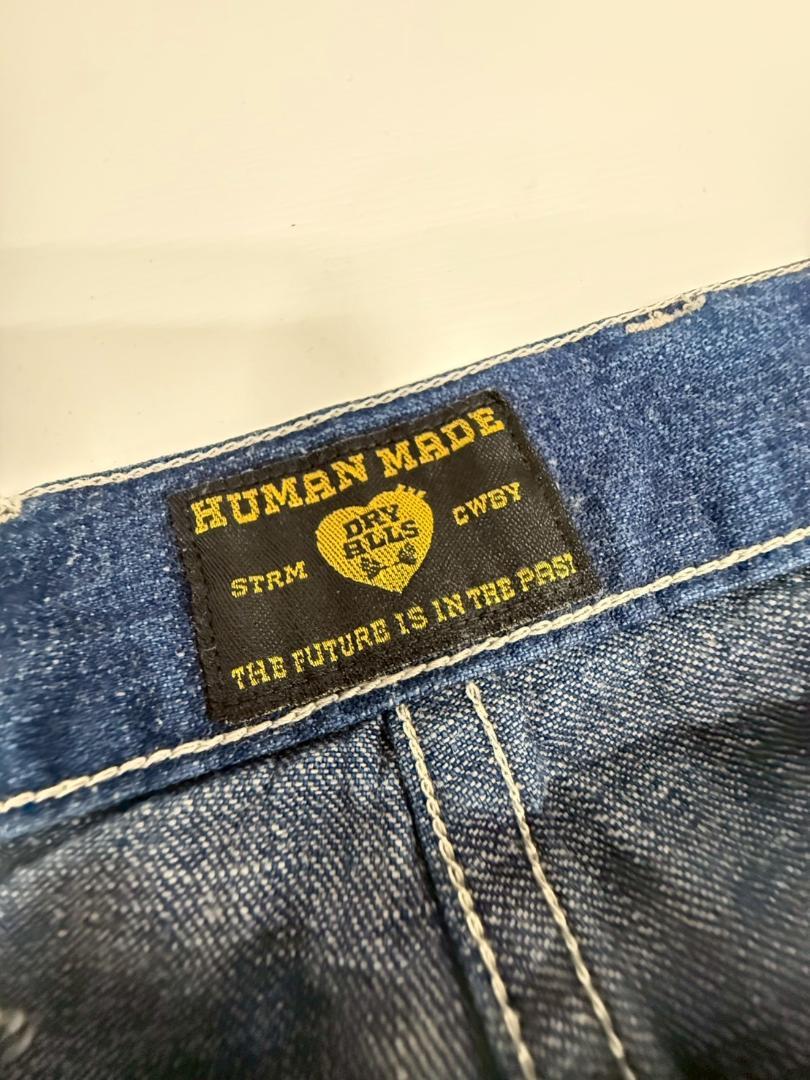 HUMAN MADE
DRY
ALLS
STRM
CWBY
THE FUTURE IS IN THE PAST